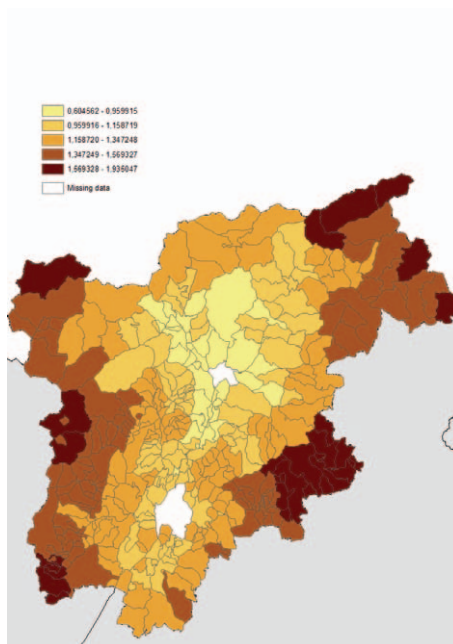 0,604562 - 0,959915
0,959916 - 1,158719
1,158720 - 1,347248
1,347249 - 1,569327
1,569328 - 1,935047
Missing data